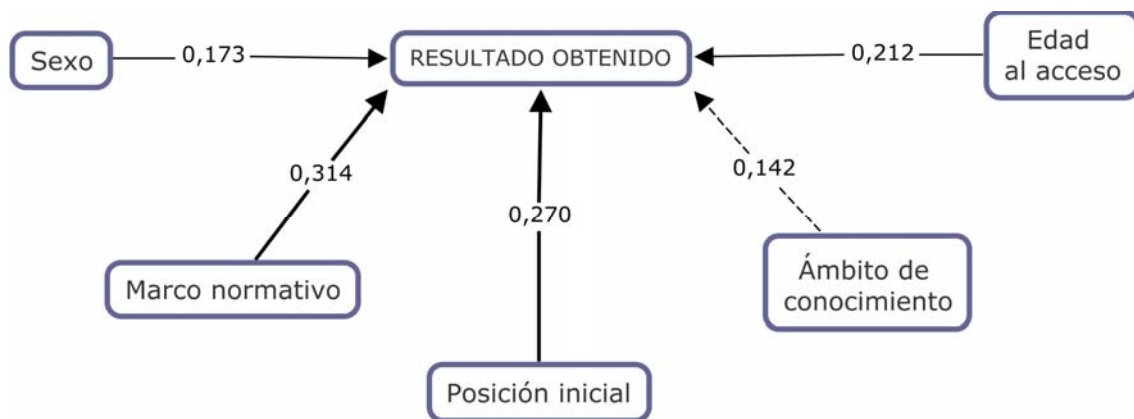 Sexo
0,173
RESULTADO OBTENIDO
0,212
Edad
al acceso
0,314
0,270
0,142
Marco normativo
Ámbito de
conocimiento
Posición inicial